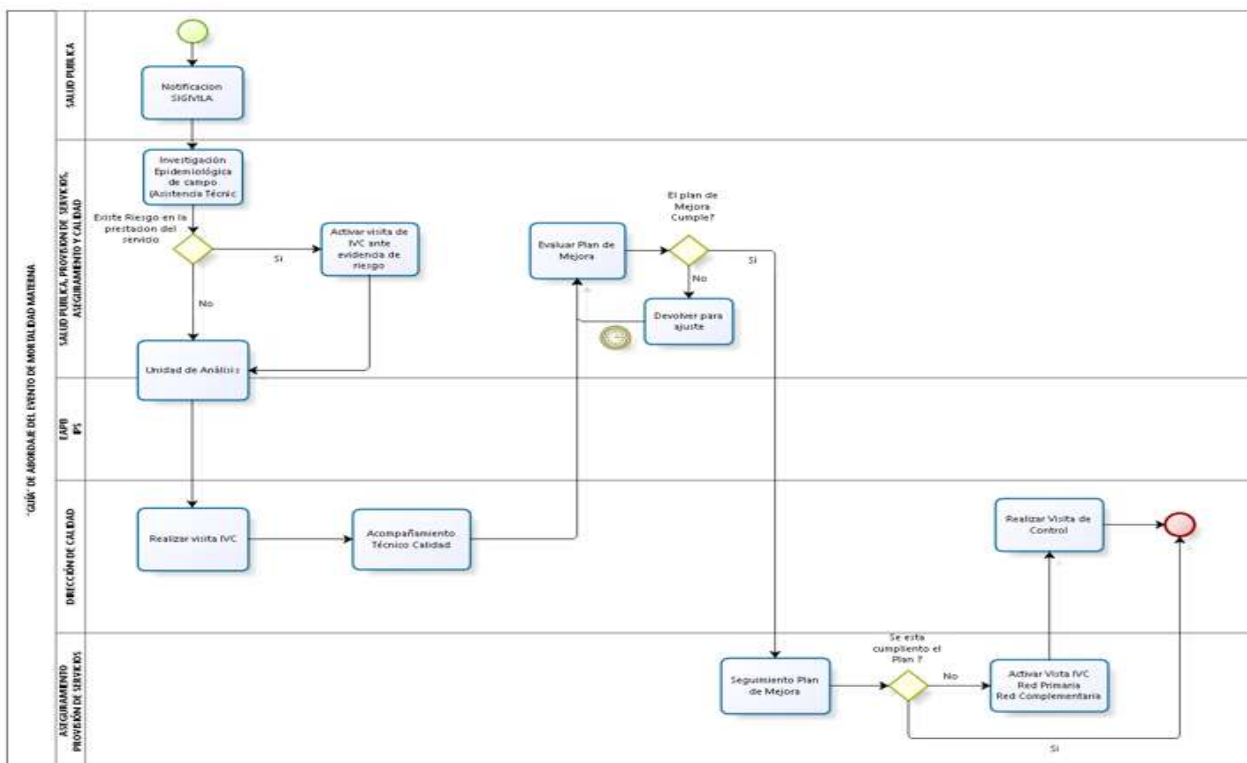 "GUÍA" DE ABORDAJE DEL EVENTO DE MORTALIDAD MATERNA
SALUD PUBLICA
Notificacion
SIGIVILA
SALUD PUBLICA, PROVISIÓN DE SERVICIOS,
ASEGURAMIENTO Y CALIDAD
Investigación
Epidemiológica
de campo
(Asistencia Técnic
Existe Riesgo en la
prestacion del
servicio
Si
No
Activar visita de
IVC ante
evidencia de
riesgo
Unidad de Análisis
Evaluar Plan de
Mejora
El plan de
Mejora
Cumple?
Si
No
Devolver para
ajuste
EAPB
IPS
DIRECCIÓN DE CALIDAD
Realizar visita IVC
Acompañamiento
Técnico Calidad
Realizar Visita de
Control
ASEGURAMIENTO
PROVISIÓN DE SERVICIOS
Seguimiento Plan
de Mejora
Se esta
cumpliento el
Plan ?
No
Activar Vista IVC
Red Primaria
Red Complementaria
Si